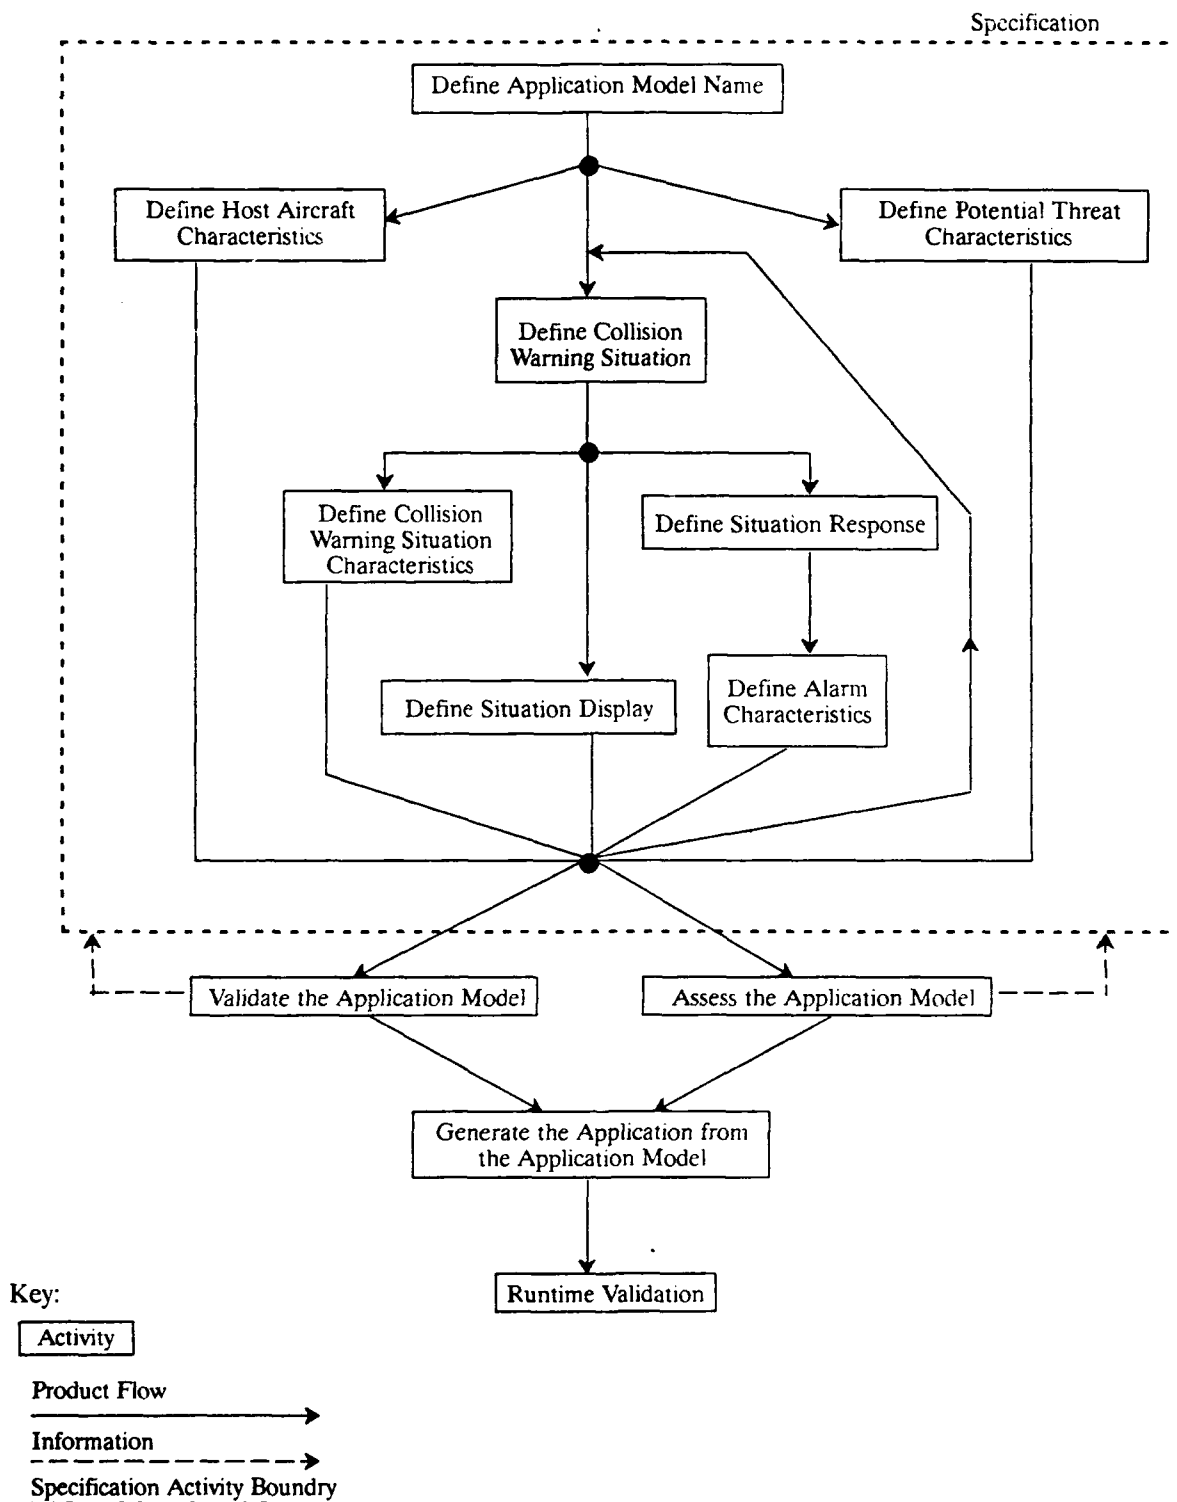 Specification
Define Application Model Name
Define Host Aircraft
Characteristics
Define Potential Threat
Characteristics
Define Collision
Warning Situation
Define Collision
Warning Situation
Characteristics
Define Situation Response
Define Situation Display
Define Alarm
Characteristics
Validate the Application Model
Assess the Application Model
Generate the Application from
the Application Model
Runtime Validation
Key:
Activity
Product Flow
Information
Specification Activity Boundry